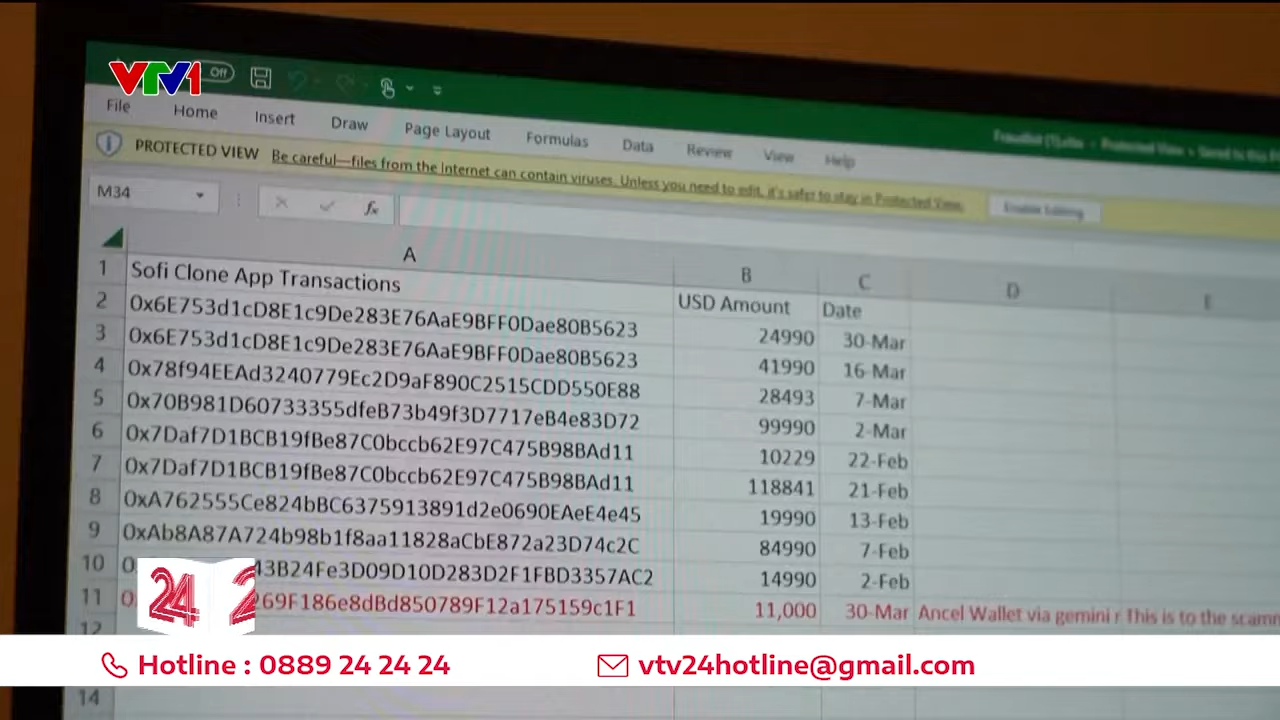 VTV1
Off
File Home Insert Draw Page Layout Formulas Data Review View Help
PROTECTED VIEW Be careful—files from the Internet can contain viruses. Unless you need to edit, it's safer to stay in Protected View. Enable Editing
M34 fx
A B C D E
1 Sofi Clone App Transactions USD Amount Date
2 0x6E753d1cD8E1c9De283E76AaE9BFF0Dae80B5623 24990 30-Mar
3 0x6E753d1cD8E1c9De283E76AaE9BFF0Dae80B5623 41990 16-Mar
4 0x78f94EEAd3240779Ec2D9aF890C2515CDD550E88 28493 7-Mar
5 0x70B981D60733355dfeB73b49f3D7717eB4e83D72 99990 2-Mar
6 0x7Daf7D1BCB19fBe87C0bccb62E97C475B98BAd11 10229 22-Feb
7 0x7Daf7D1BCB19fBe87C0bccb62E97C475B98BAd11 118841 21-Feb
8 0xA762555Ce824bBC6375913891d2e0690EAeE4e45 19990 13-Feb
9 0xAb8A87A724b98b1f8aa11828aCbE872a23D74c2C 84990 7-Feb
10 0 43B24Fe3D09D10D283D2F1FBD3357AC2 14990 2-Feb
11 0 269F186e8dBd850789F12a175159c1F1 11,000 30-Mar Ancel Wallet via gemini r This is to the scamm
12
24 2
Hotline : 0889 24 24 24 vtv24hotline@gmail.com
14